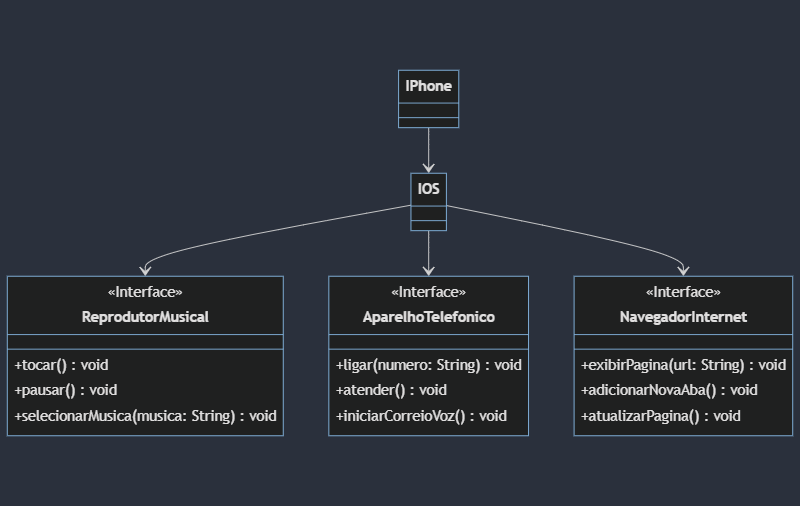 IPhone
IOS
«Interface»
ReprodutorMusical
+tocar() : void
+pausar() : void
+selecionarMusica(musica: String) : void
«Interface»
AparelhoTelefonico
+ligar(numero: String) : void
+atender() : void
+iniciarCorreioVoz() : void
«Interface»
NavegadorInternet
+exibirPagina(url: String) : void
+adicionarNovaAba() : void
+atualizarPagina() : void